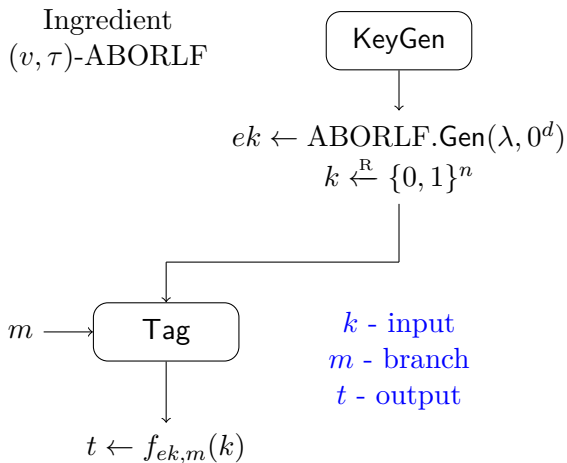 Ingredient
(v, τ)-ABORLF
KeyGen
ek ← ABORLF.Gen(λ, 0^d)
k ←^R {0, 1}^n
m
Tag
k - input
m - branch
t - output
t ← f_{ek,m}(k)